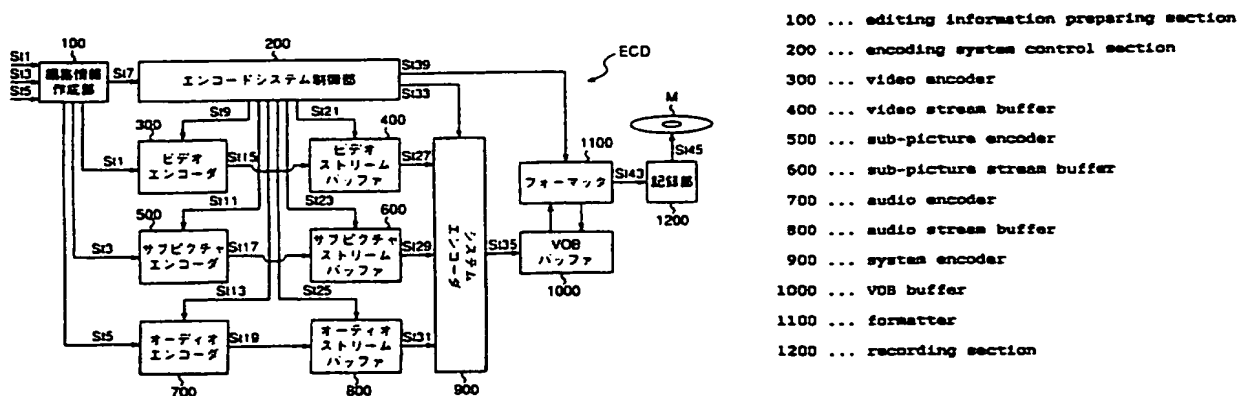 100
St1
St3
St5
編集情報
作成部
St7
200
エンコードシステム制御部
St39
St33
ECD
St9
St21
300
ビデオ
エンコーダ
St1
St15
400
ビデオ
ストリーム
バッファ
St27
St11
St23
500
サブピクチャ
エンコーダ
St3
St17
600
サブピクチャ
ストリーム
バッファ
St29
St13
St25
オーディオ
エンコーダ
St5
St19
700
オーディオ
ストリーム
バッファ
St31
800
システム
エンコーダ
900
St35
1100
フォーマッタ
VOB
バッファ
1000
St43
記録部
1200
St45
M
100 ... editing information preparing section
200 ... encoding system control section
300 ... video encoder
400 ... video stream buffer
500 ... sub-picture encoder
600 ... sub-picture stream buffer
700 ... audio encoder
800 ... audio stream buffer
900 ... system encoder
1000 ... VOB buffer
1100 ... formatter
1200 ... recording section